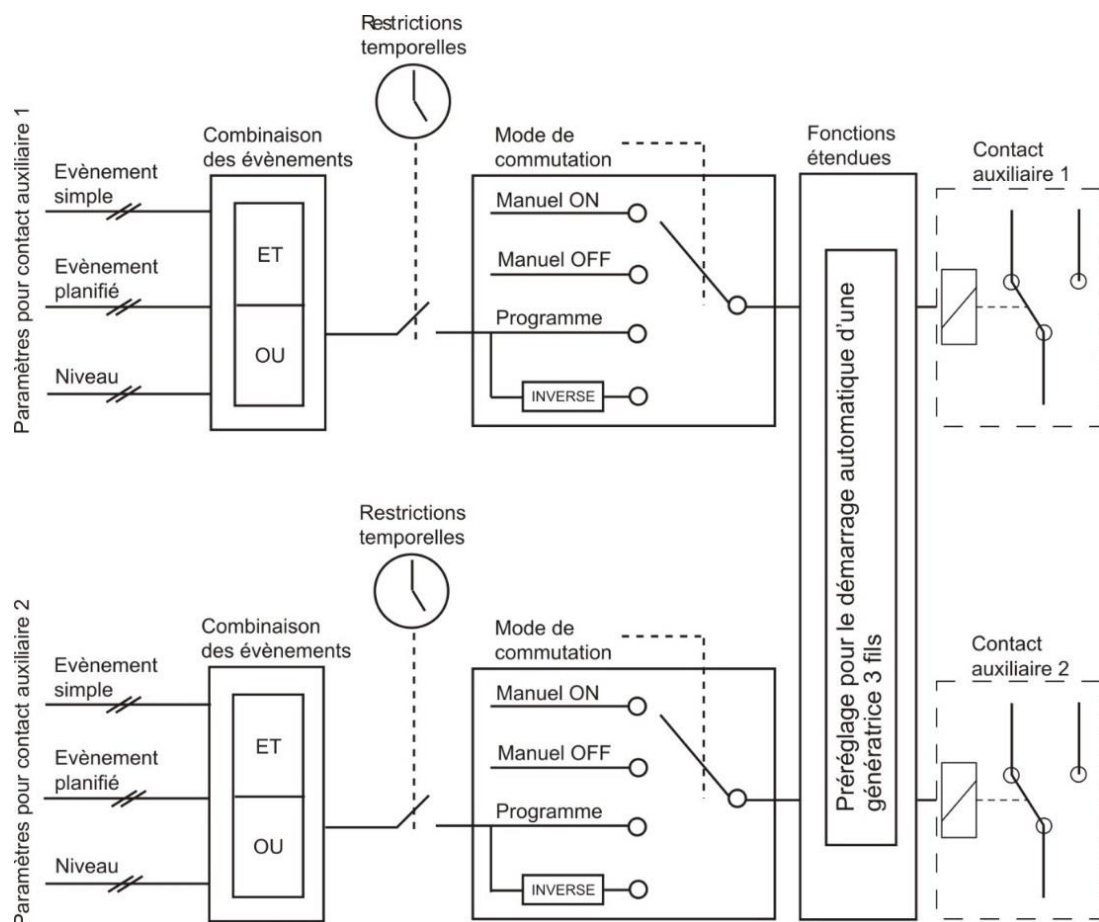 Restrictions
temporelles
Paramètres pour contact auxiliaire 1
Combinaison
des évènements
Mode de
commutation
Fonctions
étendues
Contact
auxiliaire 1
Evènement
simple
Manuel ON
ET
Evènement
planifié
Manuel OFF
Programme
OU
Niveau
INVERSE
Préréglage pour le démarrage automatique d'une
génératrice 3 fils
Restrictions
temporelles
Paramètres pour contact auxiliaire 2
Combinaison
des évènements
Mode de
commutation
Contact
auxiliaire 2
Evènement
simple
Manuel ON
ET
Evènement
planifié
Manuel OFF
Programme
OU
Niveau
INVERSE